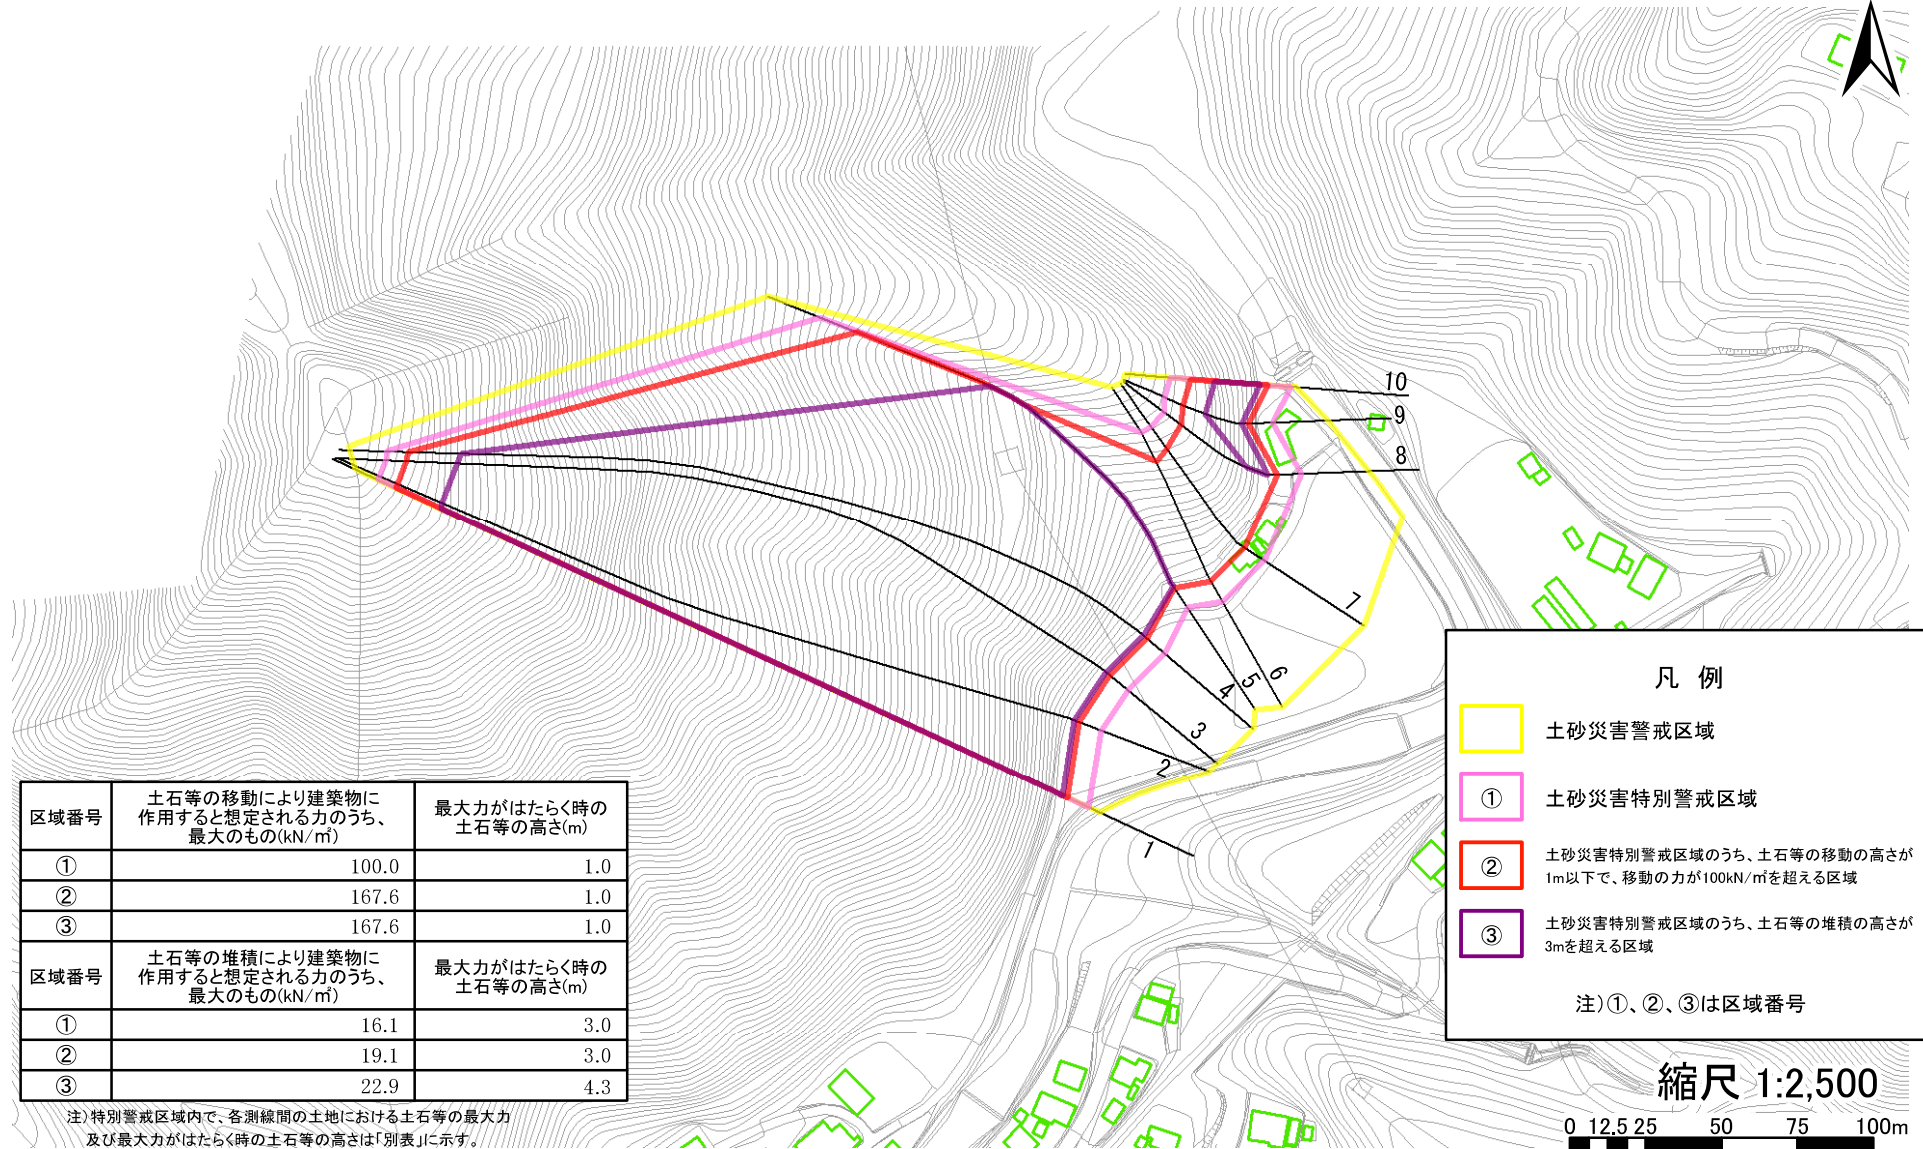 10
9
8
7
6
5
4
3
2
1
凡 例
土砂災害警戒区域
① 土砂災害特別警戒区域
② 土砂災害特別警戒区域のうち、土石等の移動の高さが
1m以下で、移動の力が100kN/㎡を超える区域
③ 土砂災害特別警戒区域のうち、土石等の堆積の高さが
3mを超える区域
注)①、②、③は区域番号
区域番号 土石等の移動により建築物に 最大力がはたらく時の
作用すると想定される力のうち、 土石等の高さ(m)
最大のもの(kN/㎡)
① 100.0 1.0
② 167.6 1.0
③ 167.6 1.0
区域番号 土石等の堆積により建築物に 最大力がはたらく時の
作用すると想定される力のうち、 土石等の高さ(m)
最大のもの(kN/㎡)
① 16.1 3.0
② 19.1 3.0
③ 22.9 4.3
注)特別警戒区域内で、各測線間の土地における土石等の最大力
及び最大力がはたらく時の土石等の高さは「別表」に示す。
縮尺 1:2,500
0 12.5 25 50 75 100m